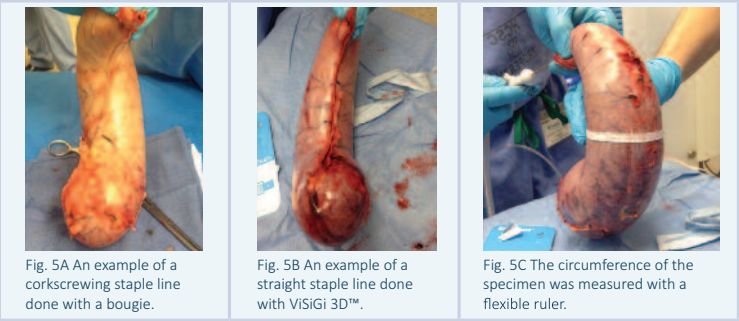 Fig. 5A An example of a
corkscrewing staple line
done with a bougie.
Fig. 5B An example of a
straight staple line done
with ViSiGi 3D™.
Fig. 5C The circumference of the
specimen was measured with a
flexible ruler.